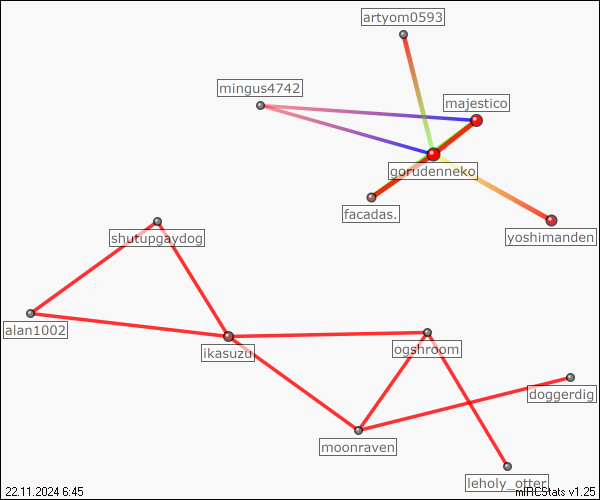 artyom0593
mingus4742
majestico
gorudenneko
facadas.
yoshimanden
shutupgaydog
alan1002
ikasuzu
ogshroom
doggerdig
moonraven
leholy_otter
22.11.2024 6:45
mIRCStats v1.25